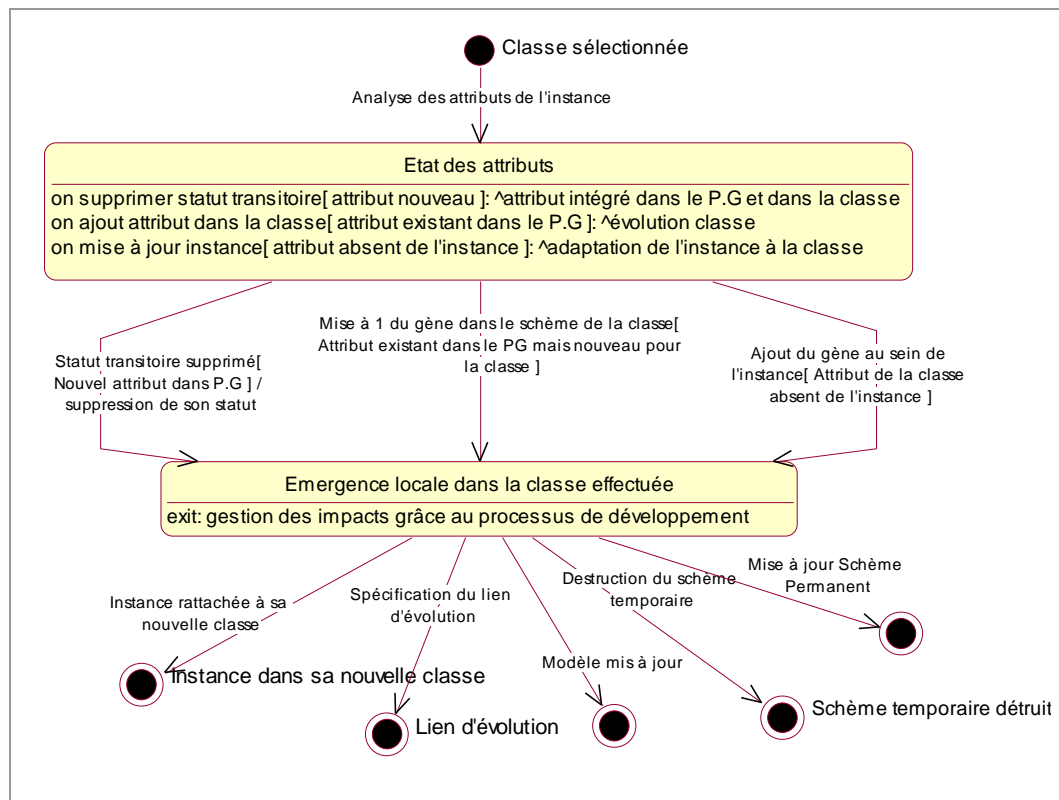 Classe sélectionnée
Analyse des attributs de l'instance
Etat des attributs
on supprimer statut transitoire[ attribut nouveau ]: ^attribut intégré dans le P.G et dans la classe
on ajout attribut dans la classe[ attribut existant dans le P.G ]: ^évolution classe
on mise à jour instance[ attribut absent de l'instance ]: ^adaptation de l'instance à la classe
Statut transitoire supprimé[
Nouvel attribut dans P.G ] /
suppression de son statut
Mise à 1 du gène dans le schème de la classe[
Attribut existant dans le PG mais nouveau pour
la classe ]
Ajout du gène au sein de
l'instance[ Attribut de la classe
absent de l'instance ]
Emergence locale dans la classe effectuée
exit: gestion des impacts grâce au processus de développement
Instance rattachée à sa
nouvelle classe
Spécification du lien
d'évolution
Modèle mis à jour
Destruction du schème
temporaire
Mise à jour Schème
Permanent
Instance dans sa nouvelle classe
Lien d'évolution
Schème temporaire détruit